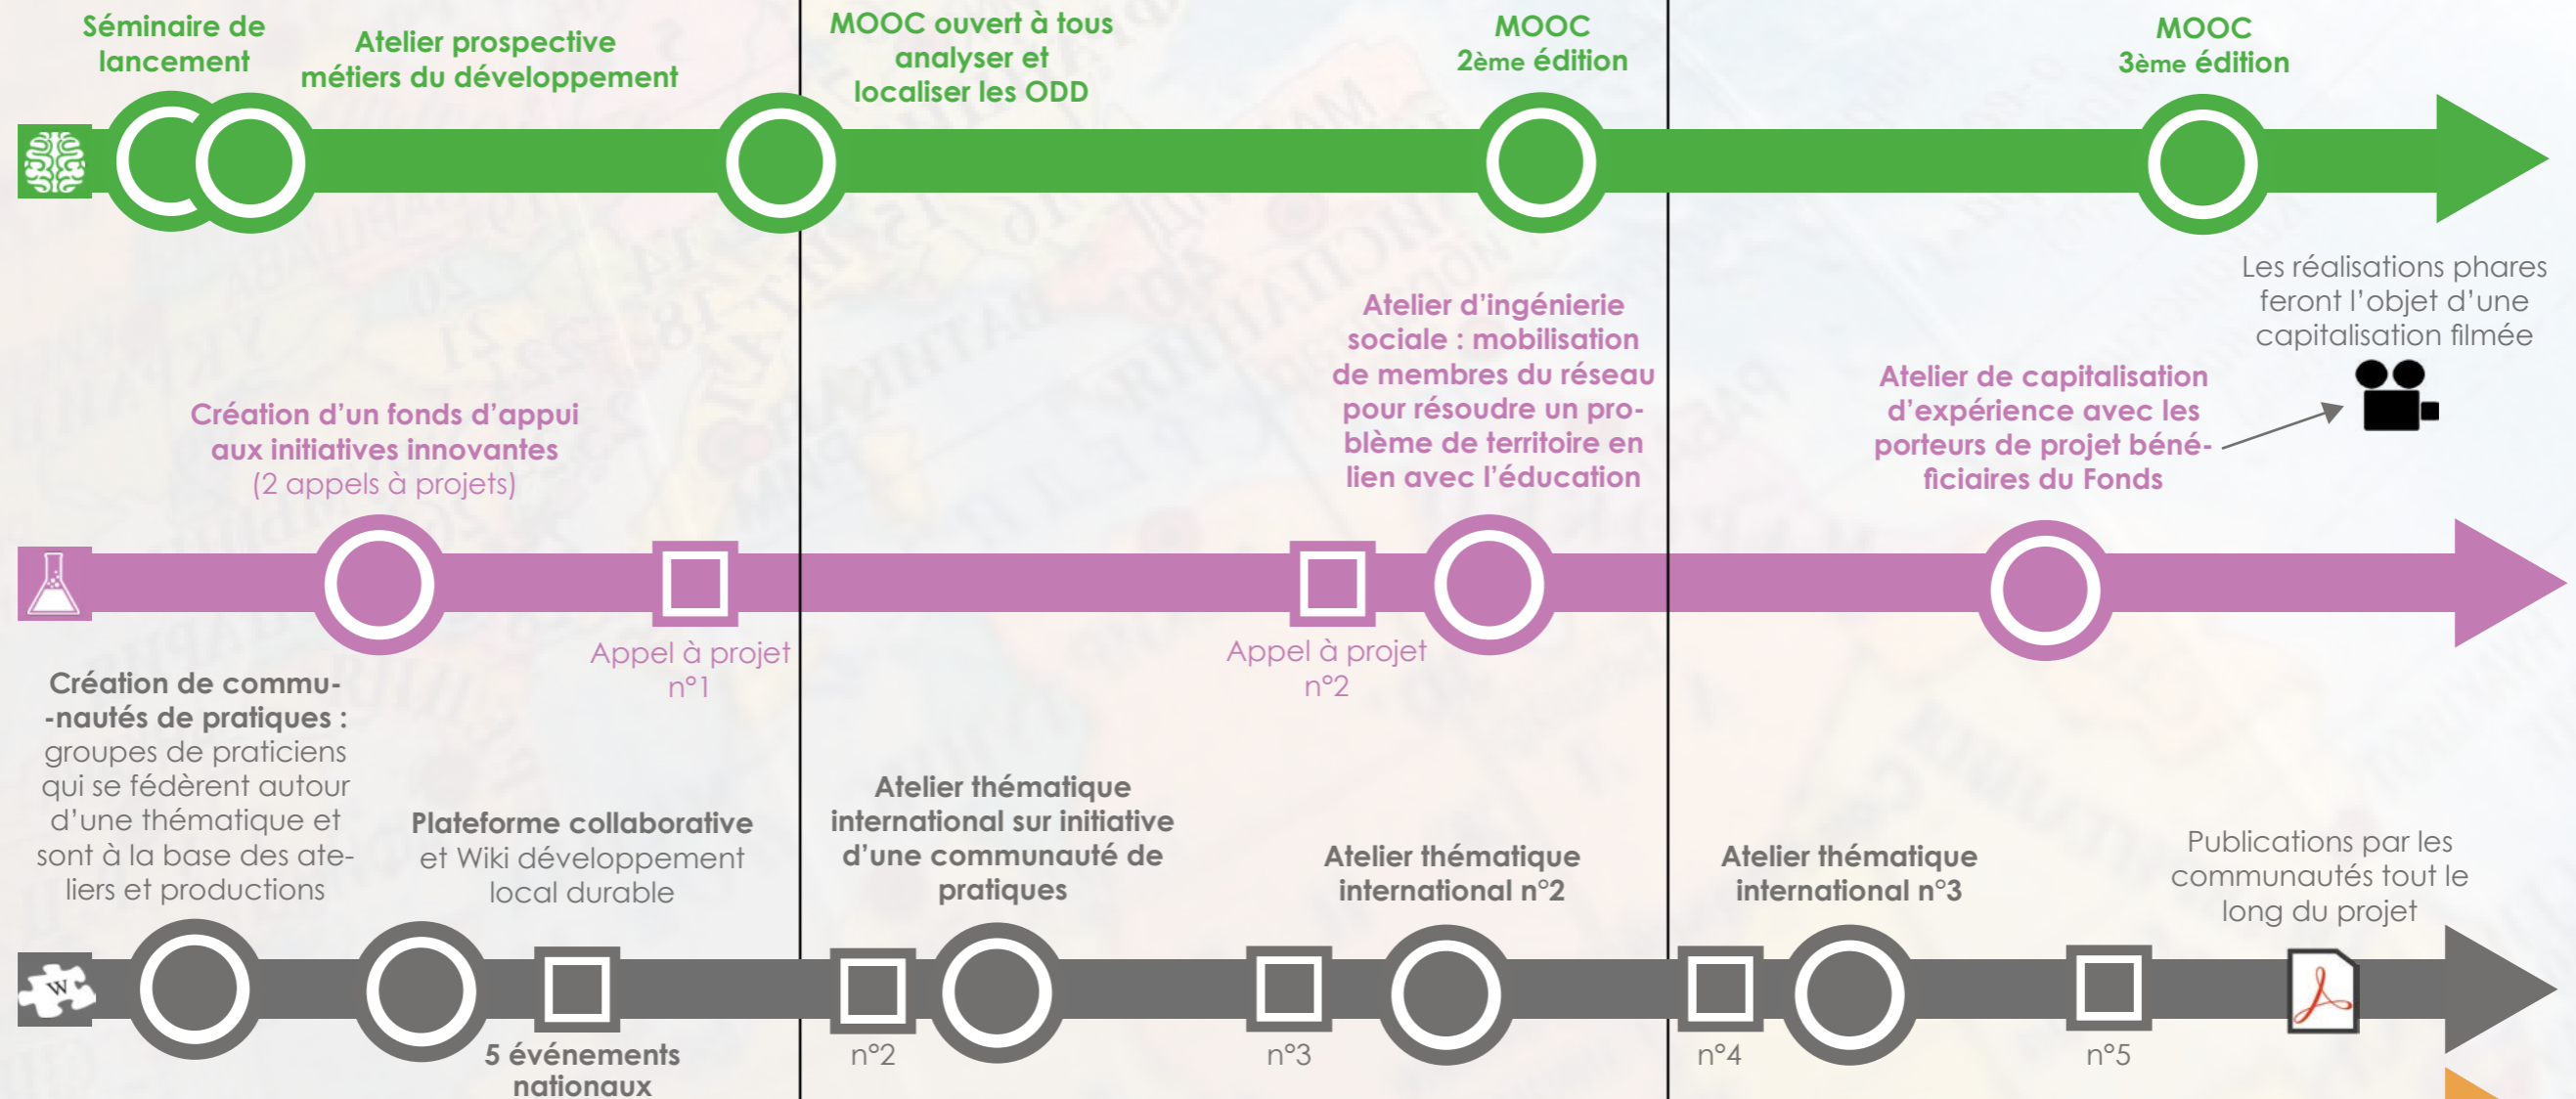 Séminaire de
lancement
Atelier prospective
métiers du développement
MOOC ouvert à tous
analyser et
localiser les ODD
MOOC
2ème édition
MOOC
3ème édition
Les réalisations phares
feront l’objet d’une
capitalisation filmée
Création d’un fonds d’appui
aux initiatives innovantes
(2 appels à projets)
Atelier d’ingénierie
sociale : mobilisation
de membres du réseau
pour résoudre un pro-
blème de territoire en
lien avec l’éducation
Atelier de capitalisation
d’expérience avec les
porteurs de projet béné-
ficiaires du Fonds
Appel à projet
n°1
Appel à projet
n°2
Création de commu-
-nautés de pratiques :
groupes de praticiens
qui se fédèrent autour
d’une thématique et
sont à la base des ate-
liers et productions
Plateforme collaborative
et Wiki développement
local durable
Atelier thématique
international sur initiative
d’une communauté de
pratiques
Atelier thématique
international n°2
Atelier thématique
international n°3
Publications par les
communautés tout le
long du projet
W
5 événements
nationaux
n°2
n°3
n°4
n°5